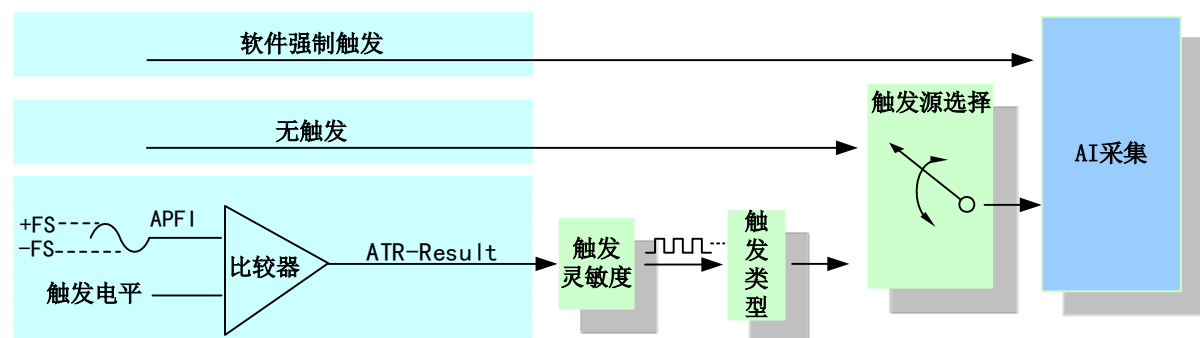 软件强制触发
触发源选择
无触发
AI采集
+FS
APFI
-FS
ATR-Result
比较器
触发电平
触发
灵敏度
触
发
类
型